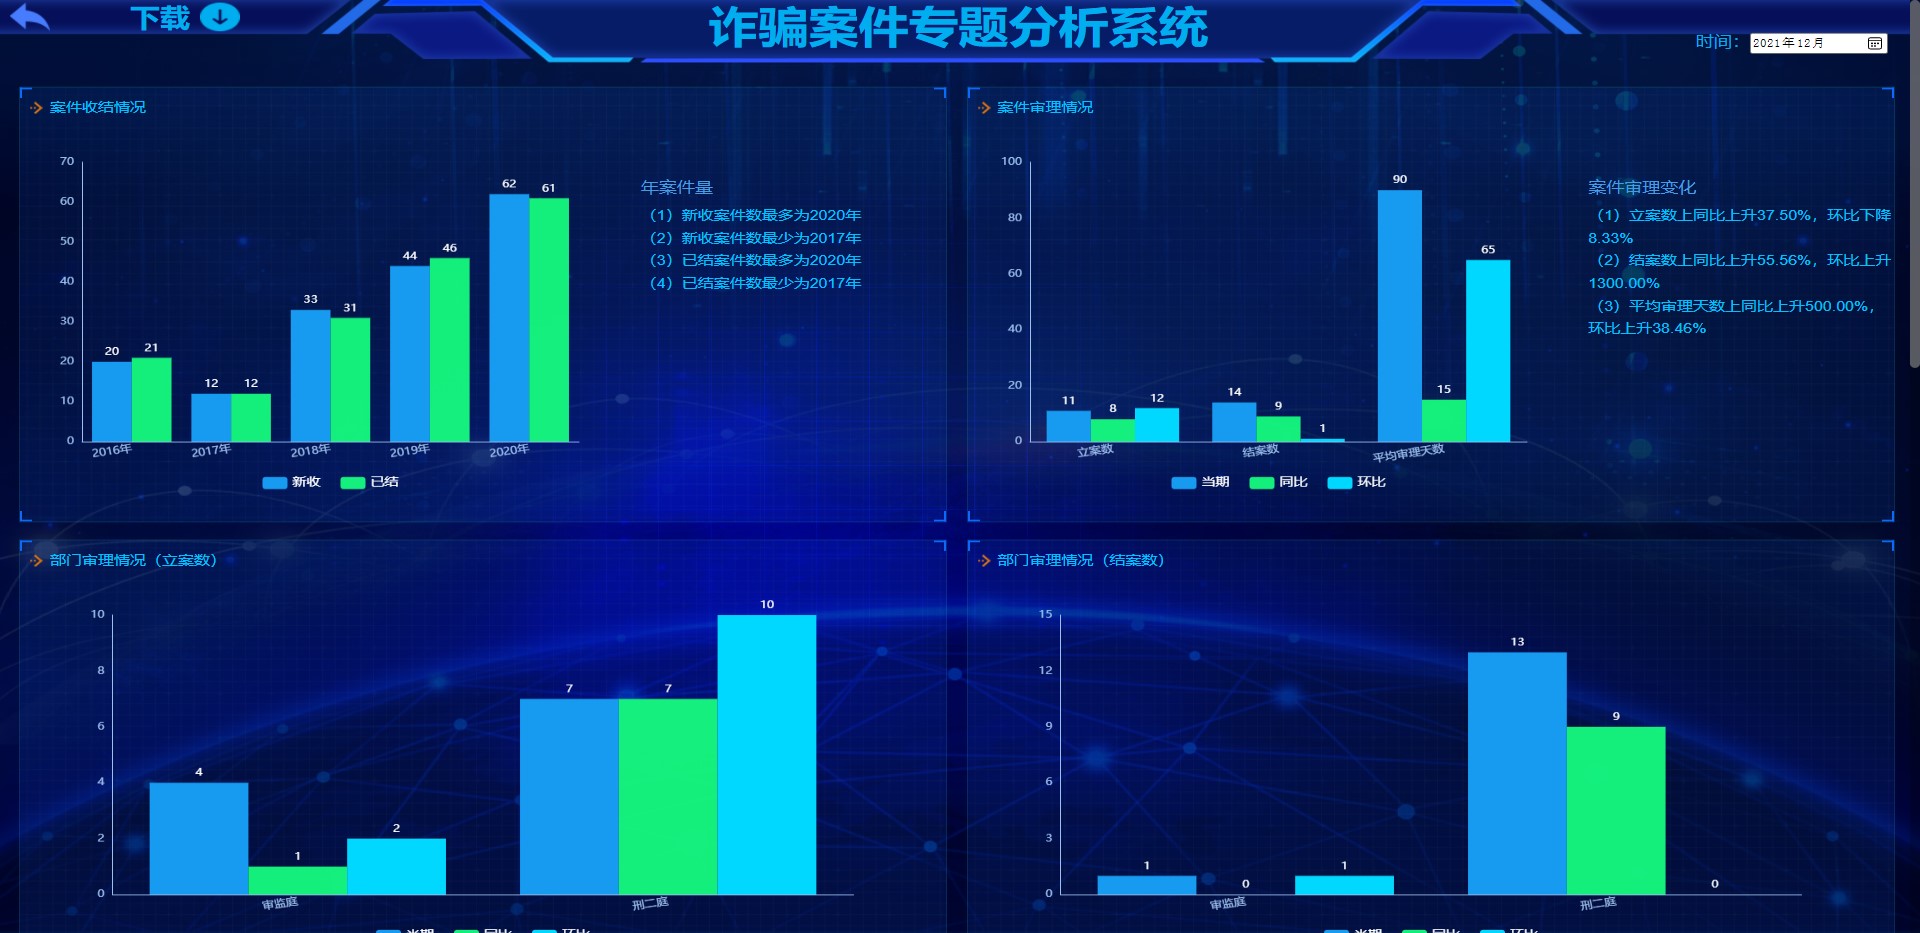 下载
诈骗案件专题分析系统
时间：
2021年12月
案件收结情况
70
60
50
40
30
20
10
0
20
21
12
12
33
31
44
46
62
61
2016年
2017年
2018年
2019年
2020年
新收
已结
年案件量
（1）新收案件数最多为2020年
（2）新收案件数最少为2017年
（3）已结案件数最多为2020年
（4）已结案件数最少为2017年
案件审理情况
100
80
60
40
20
0
11
8
12
14
9
1
90
15
65
立案数
结案数
平均审理天数
当期
同比
环比
案件审理变化
（1）立案数上同比上升37.50%，环比下降
8.33%
（2）结案数上同比上升55.56%，环比上升
1300.00%
（3）平均审理天数上同比上升500.00%，
环比上升38.46%
部门审理情况（立案数）
10
8
6
4
2
0
4
1
2
7
7
10
审监庭
刑二庭
当期
同比
环比
部门审理情况（结案数）
15
12
9
6
3
0
1
0
1
13
9
0
审监庭
刑二庭
当期
同比
环比